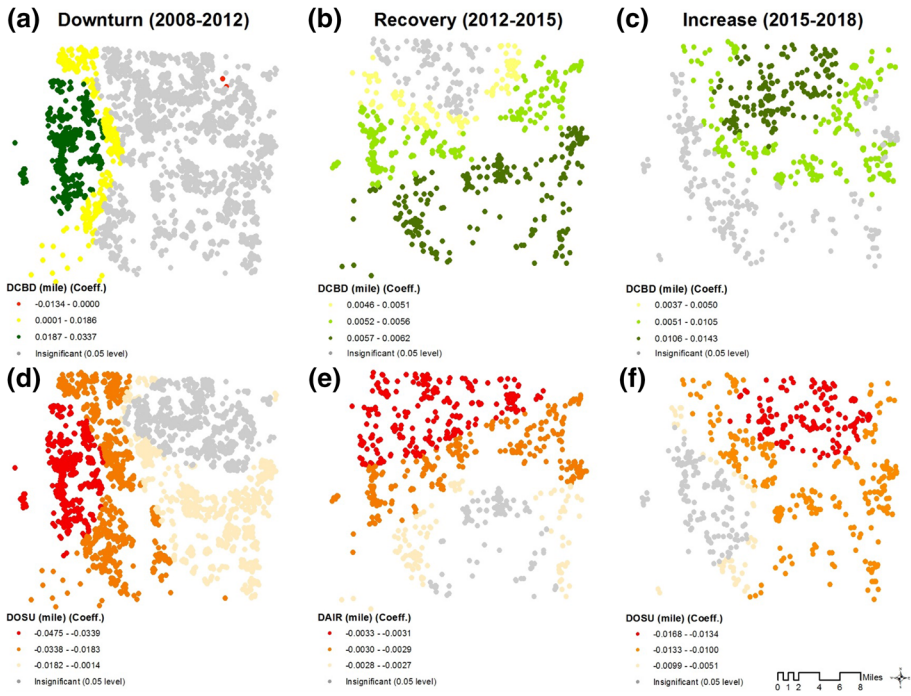 (a) Downturn (2008-2012)
(b) Recovery (2012-2015)
(c) Increase (2015-2018)
DCBD (mile) (Coeff.)
-0.0134 - 0.0000
0.0001 - 0.0186
0.0187 - 0.0337
Insignificant (0.05 level)
DCBD (mile) (Coeff.)
0.0046 - 0.0051
0.0052 - 0.0056
0.0057 - 0.0062
Insignificant (0.05 level)
DCBD (mile) (Coeff.)
0.0037 - 0.0050
0.0051 - 0.0105
0.0106 - 0.0143
Insignificant (0.05 level)
(d)
(e)
(f)
DOSU (mile) (Coeff.)
-0.0475 - -0.0339
-0.0338 - -0.0183
-0.0182 - -0.0014
Insignificant (0.05 level)
DAIR (mile) (Coeff.)
-0.0033 - -0.0031
-0.0030 - -0.0029
-0.0028 - -0.0027
Insignificant (0.05 level)
DOSU (mile) (Coeff.)
-0.0168 - -0.0134
-0.0133 - -0.0100
-0.0099 - -0.0051
Insignificant (0.05 level)
Miles
0 1 2 4 6 8